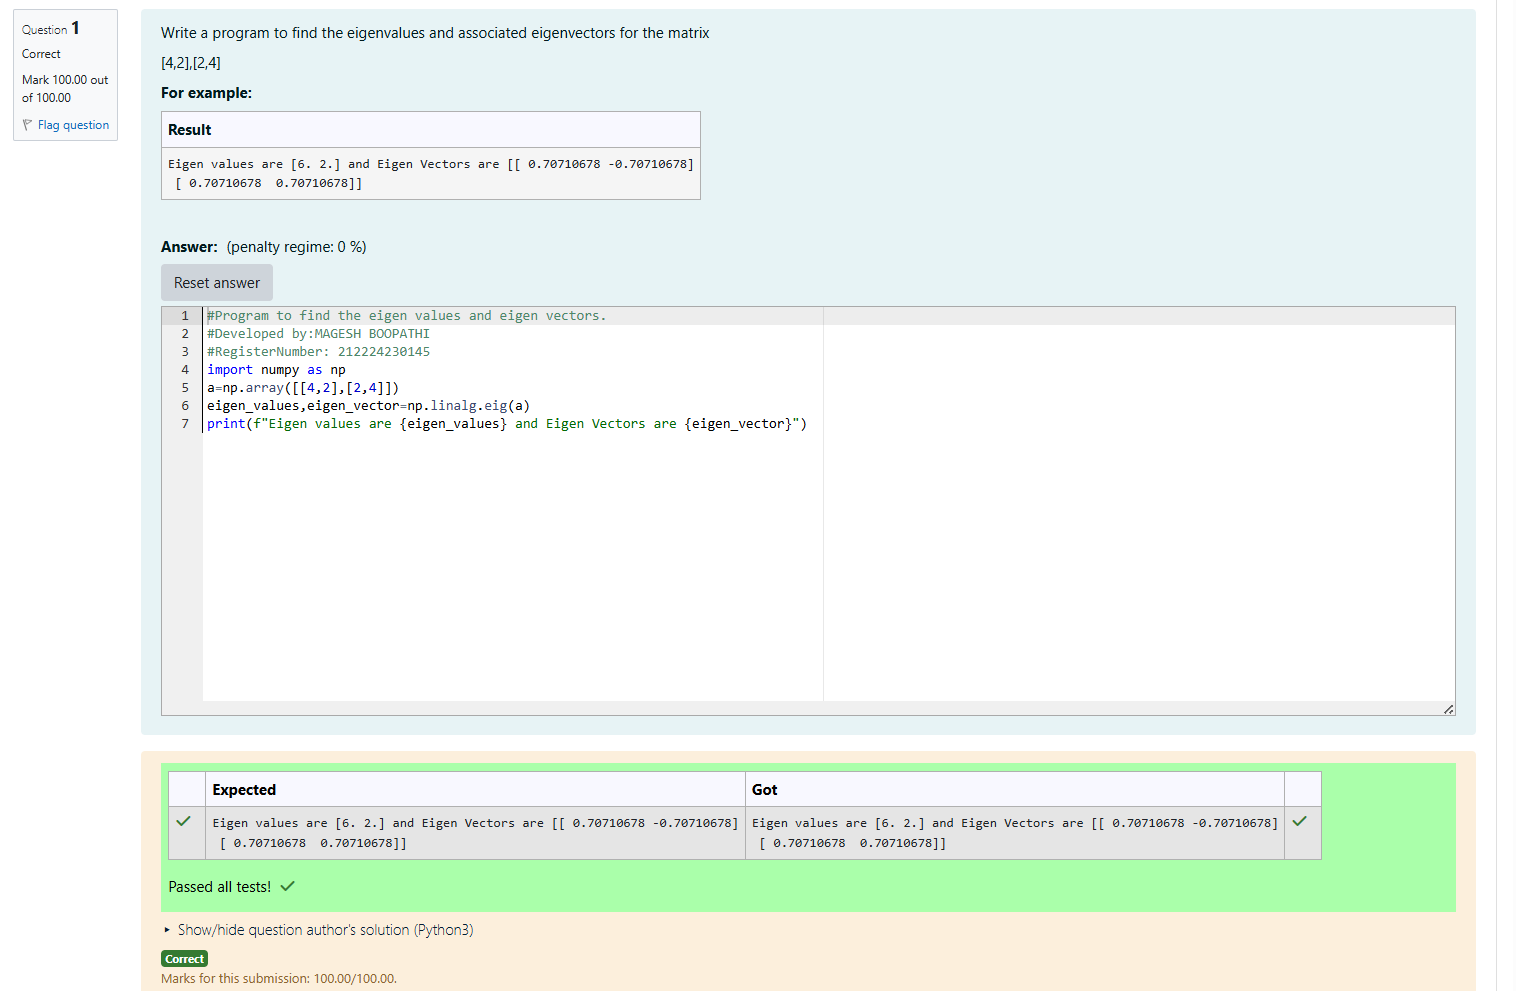 Question 1
Correct
Mark 100.00 out
of 100.00
Flag question
Write a program to find the eigenvalues and associated eigenvectors for the matrix
[4,2],[2,4]
For example:
Result
Eigen values are [6. 2.] and Eigen Vectors are [[ 0.70710678 -0.70710678]
[ 0.70710678  0.70710678]]
Answer: (penalty regime: 0 %)
Reset answer
1 #Program to find the eigen values and eigen vectors.
2 #Developed by:MAGESH BOOPATHI
3 #RegisterNumber: 212224230145
4 import numpy as np
5 a=np.array([[4,2],[2,4]])
6 eigen_values,eigen_vector=np.linalg.eig(a)
7 print(f"Eigen values are {eigen_values} and Eigen Vectors are {eigen_vector}")
Expected Got
Eigen values are [6. 2.] and Eigen Vectors are [[ 0.70710678 -0.70710678] Eigen values are [6. 2.] and Eigen Vectors are [[ 0.70710678 -0.70710678]
[ 0.70710678  0.70710678]] [ 0.70710678  0.70710678]]
Passed all tests!
Show/hide question author's solution (Python3)
Correct
Marks for this submission: 100.00/100.00.